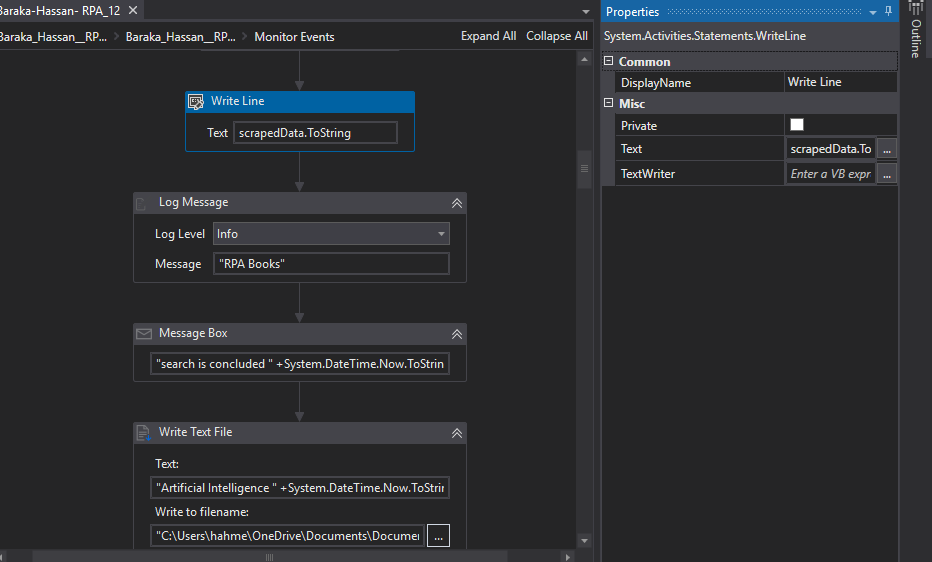 Baraka-Hassan- RPA_12
Baraka_Hassan__RP... Baraka_Hassan__RP... Monitor Events Expand All Collapse All
Write Line
Text scrapedData.ToString
Log Message
Log Level Info
Message "RPA Books"
Message Box
"search is concluded " +System.DateTime.Now.ToStrin
Write Text File
Text:
"Artificial Intelligence " +System.DateTime.Now.ToStrin
Write to filename:
"C:\Users\hahme\OneDrive\Documents\Documen ...
Properties
System.Activities.Statements.WriteLine
Common
DisplayName Write Line
Misc
Private
Text scrapedData.To ...
TextWriter Enter a VB expr ...
Outline